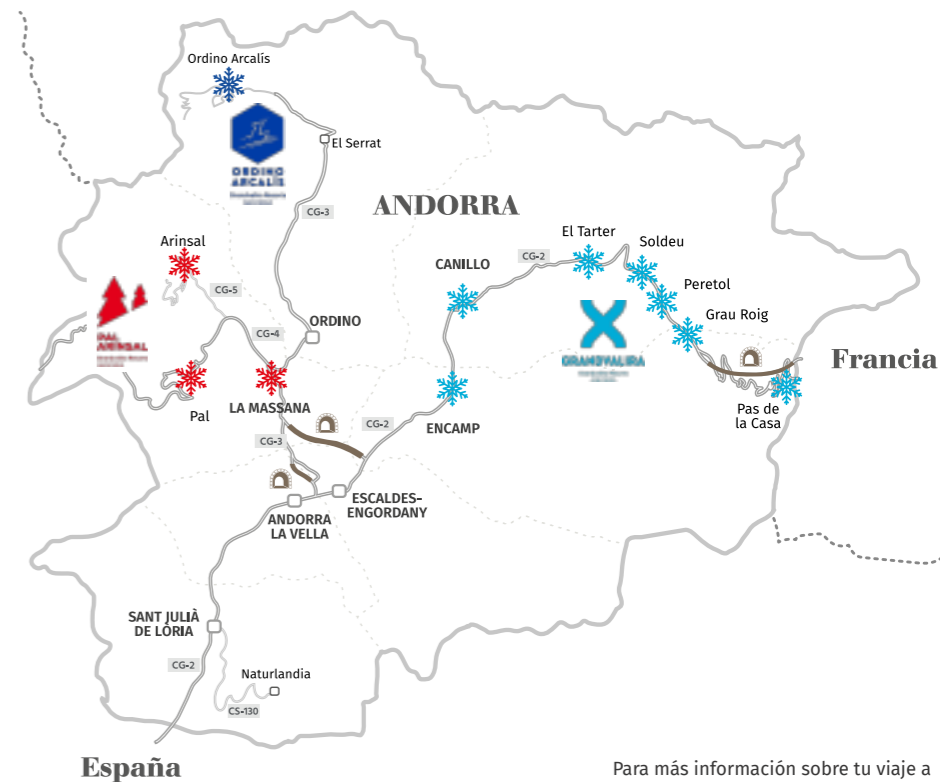 Ordino Arcalís
El Serrat
ORDINO
ARCALÍS
CG-3
ANDORRA
Arinsal
El Tarter
Soldeu
CG-2
CANILLO
Peretol
CG-5
Grau Roig
PAL
ARINSAL
ORDINO
CG-4
GRANDVALIRA
Francia
Pal
LA MASSANA
Pas de
la Casa
CG-2
ENCAMP
CG-3
ESCALDES-
ENGORDANY
ANDORRA
LA VELLA
SANT JULIÀ
DE LÒRIA
CG-2
Naturlandia
CS-130
España
Para más información sobre tu viaje a